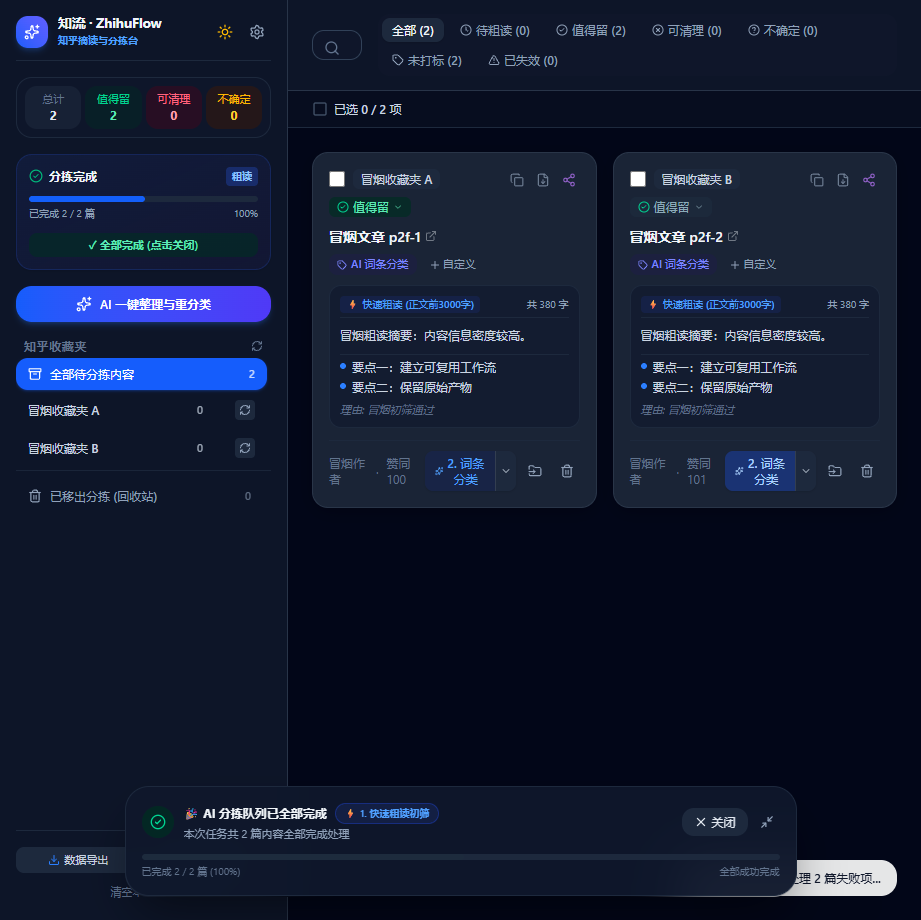 知流 · ZhihuFlow
知乎摘读与分拣台
总计
2
值得留
2
可清理
0
不确定
0
分拣完成
粗读
已完成 2 / 2 篇
100%
✓ 全部完成 (点击关闭)
AI 一键整理与重分类
知乎收藏夹
全部待分拣内容
2
冒烟收藏夹 A
0
冒烟收藏夹 B
0
已移出分拣 (回收站)
0
数据导出
清空
全部 (2)
待粗读 (0)
值得留 (2)
可清理 (0)
不确定 (0)
未打标 (2)
已失效 (0)
已选 0 / 2 项
冒烟收藏夹 A
值得留
冒烟文章 p2f-1
AI 词条分类
+ 自定义
快速粗读 (正文前3000字)
共 380 字
冒烟粗读摘要：内容信息密度较高。
要点一：建立可复用工作流
要点二：保留原始产物
理由: 冒烟初筛通过
冒烟作者
·
赞同 100
2. 词条分类
冒烟收藏夹 B
值得留
冒烟文章 p2f-2
AI 词条分类
+ 自定义
快速粗读 (正文前3000字)
共 380 字
冒烟粗读摘要：内容信息密度较高。
要点一：建立可复用工作流
要点二：保留原始产物
理由: 冒烟初筛通过
冒烟作者
·
赞同 101
2. 词条分类
🎉 AI 分拣队列已全部完成
1. 快速粗读初筛
本次任务共 2 篇内容全部完成处理
关闭
已完成 2 / 2 篇 (100%)
全部成功完成
理 2 篇失败项...